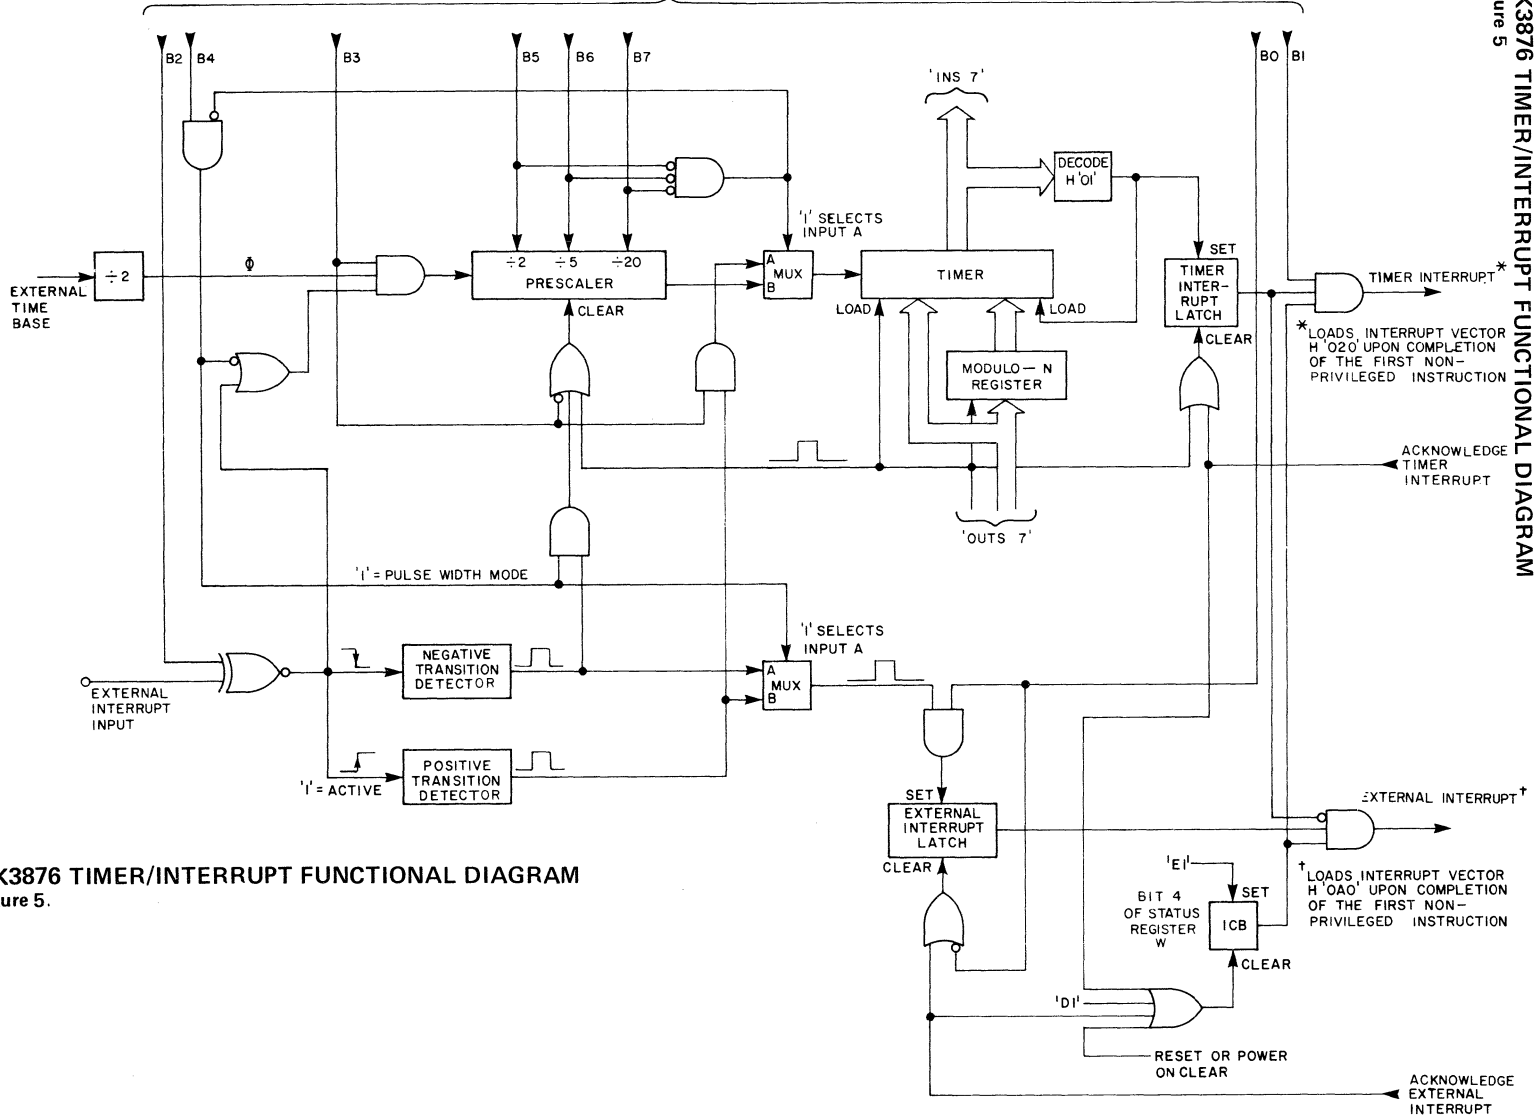 B2 B4 B3 B5 B6 B7 B0 B1
'INS 7'
DECODE
H '01'
'1' SELECTS
INPUT A
SET
÷2
Φ
EXTERNAL
TIME
BASE
÷2 ÷5 ÷20
PRESCALER
CLEAR
A
MUX
B
TIMER
LOAD
LOAD
MODULO — N
REGISTER
TIMER
INTER-
RUPT
LATCH
CLEAR
TIMER INTERRUPT*
*LOADS INTERRUPT VECTOR
H '020' UPON COMPLETION
OF THE FIRST NON-
PRIVILEGED INSTRUCTION
ACKNOWLEDGE
TIMER
INTERRUPT
'OUTS 7'
'1' = PULSE WIDTH MODE
'1' SELECTS
INPUT A
NEGATIVE
TRANSITION
DETECTOR
A
MUX
B
EXTERNAL
INTERRUPT
INPUT
POSITIVE
TRANSITION
DETECTOR
'1' = ACTIVE
SET
EXTERNAL
INTERRUPT
LATCH
CLEAR
EXTERNAL INTERRUPT†
†LOADS INTERRUPT VECTOR
H '0A0' UPON COMPLETION
OF THE FIRST NON-
PRIVILEGED INSTRUCTION
'EI'
SET
BIT 4
OF STATUS
REGISTER
W
ICB
CLEAR
'DI'
RESET OR POWER
ON CLEAR
ACKNOWLEDGE
EXTERNAL
INTERRUPT
K3876 TIMER/INTERRUPT FUNCTIONAL DIAGRAM
ure 5.
K3876 TIMER/INTERRUPT FUNCTIONAL DIAGRAM
ure 5